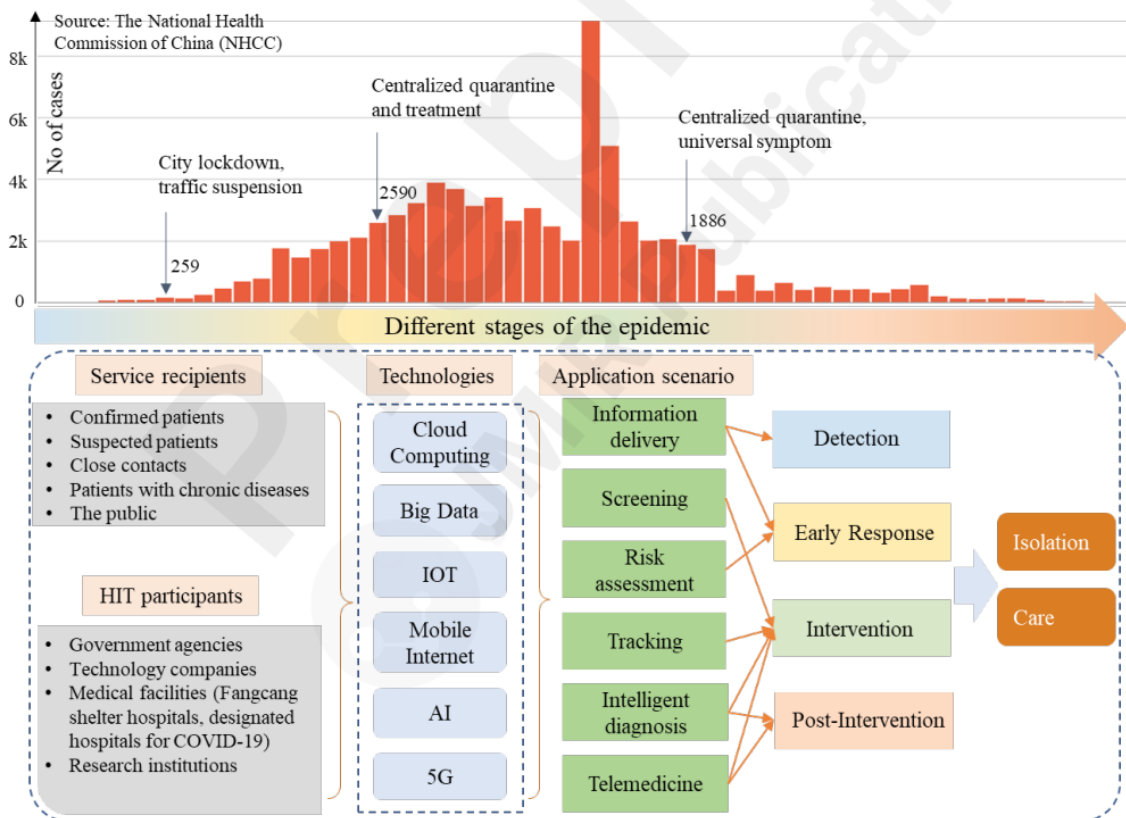 Source: The National Health
Commission of China (NHCC)
No of cases
8k
6k
4k
2k
0
City lockdown,
traffic suspension
259
Centralized quarantine
and treatment
2590
Centralized quarantine,
universal symptom
1886
Different stages of the epidemic
Service recipients
• Confirmed patients
• Suspected patients
• Close contacts
• Patients with chronic diseases
• The public
HIT participants
• Government agencies
• Technology companies
• Medical facilities (Fangcang
shelter hospitals, designated
hospitals for COVID-19)
• Research institutions
Technologies
Cloud
Computing
Big Data
IOT
Mobile
Internet
AI
5G
Application scenario
Information
delivery
Screening
Risk
assessment
Tracking
Intelligent
diagnosis
Telemedicine
Detection
Early Response
Intervention
Post-Intervention
Isolation
Care
Prepr
JMIR Publicati